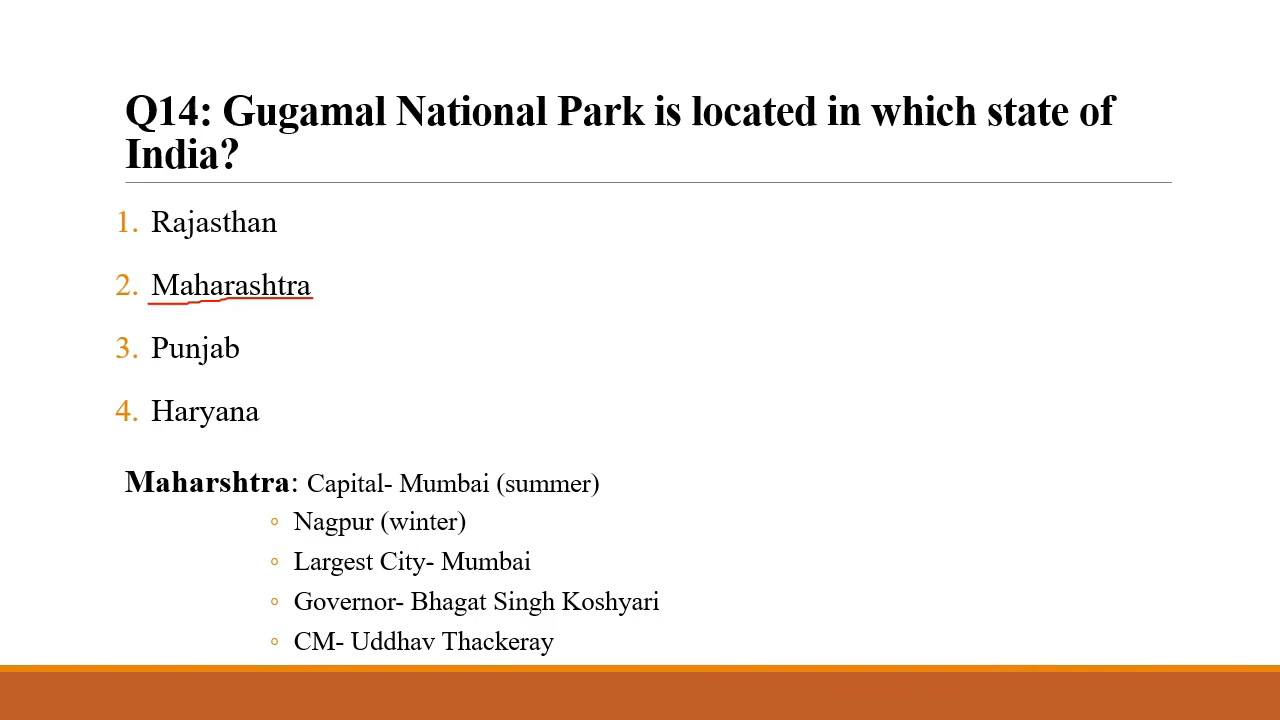 Q14: Gugamal National Park is located in which state of
India?
1. Rajasthan
2. Maharashtra
3. Punjab
4. Haryana
Maharshtra: Capital- Mumbai (summer)
◦ Nagpur (winter)
◦ Largest City- Mumbai
◦ Governor- Bhagat Singh Koshyari
◦ CM- Uddhav Thackeray